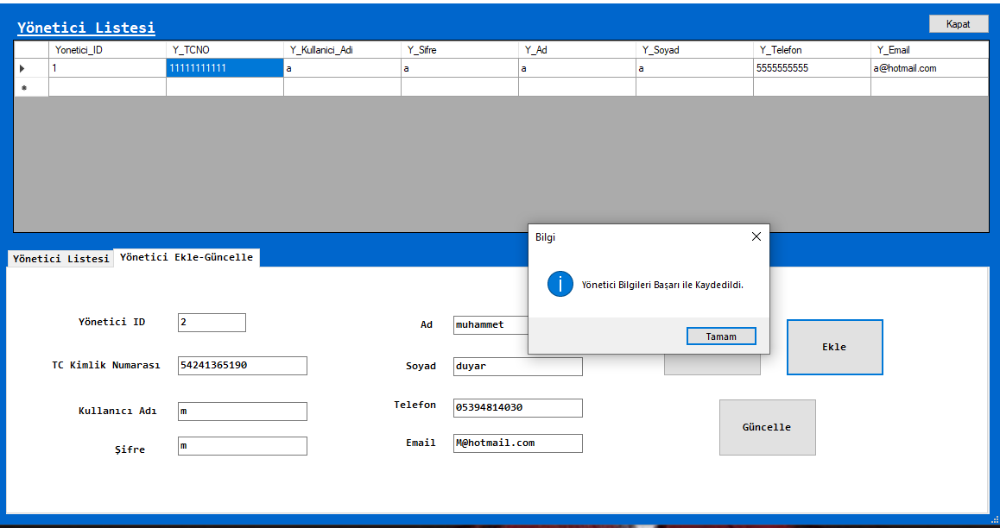 Yönetici Listesi
Kapat
Yonetici_ID Y_TCNO Y_Kullanici_Adi Y_Sifre Y_Ad Y_Soyad Y_Telefon Y_Email
1 11111111111 a a a a 5555555555 a@hotmail.com
Bilgi
Yönetici Bilgileri Başarı ile Kaydedildi.
Tamam
Yönetici Listesi Yönetici Ekle-Güncelle
Yönetici ID 2
TC Kimlik Numarası 54241365190
Kullanıcı Adı m
Şifre m
Ad muhammet
Soyad duyar
Telefon 05394814030
Email M@hotmail.com
Ekle
Güncelle